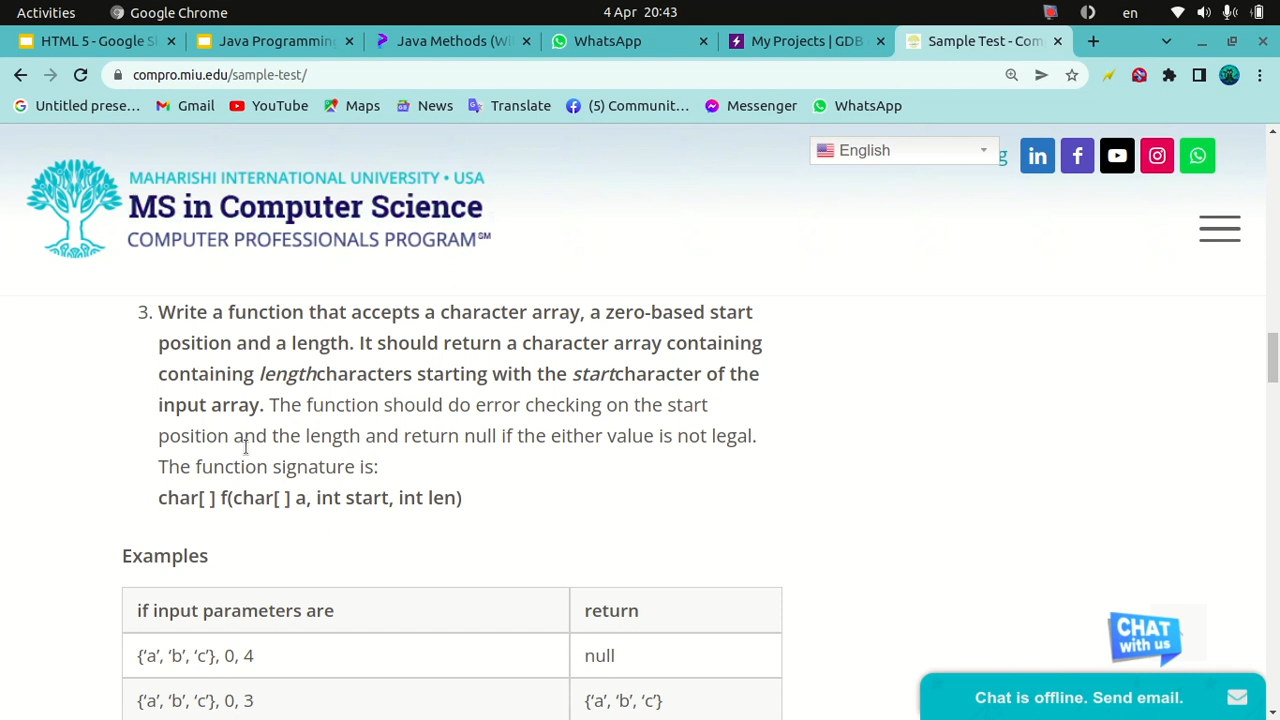 Activities Google Chrome 4 Apr 20:43 en
HTML 5 - Google Sl Java Programmin Java Methods (Wi WhatsApp My Projects | GDB Sample Test - Com
compro.miu.edu/sample-test/
Untitled prese... Gmail YouTube Maps News Translate (5) Communit... Messenger WhatsApp
English g
MAHARISHI INTERNATIONAL UNIVERSITY • USA
MS in Computer Science
COMPUTER PROFESSIONALS PROGRAM℠
3. Write a function that accepts a character array, a zero-based start
position and a length. It should return a character array containing
containing lengthcharacters starting with the startcharacter of the
input array. The function should do error checking on the start
position and the length and return null if the either value is not legal.
The function signature is:
char[ ] f(char[ ] a, int start, int len)
Examples
if input parameters are return
{‘a’, ‘b’, ‘c’}, 0, 4 null
{‘a’, ‘b’, ‘c’}, 0, 3 {‘a’, ‘b’, ‘c’}
CHAT
with us
Chat is offline. Send email.